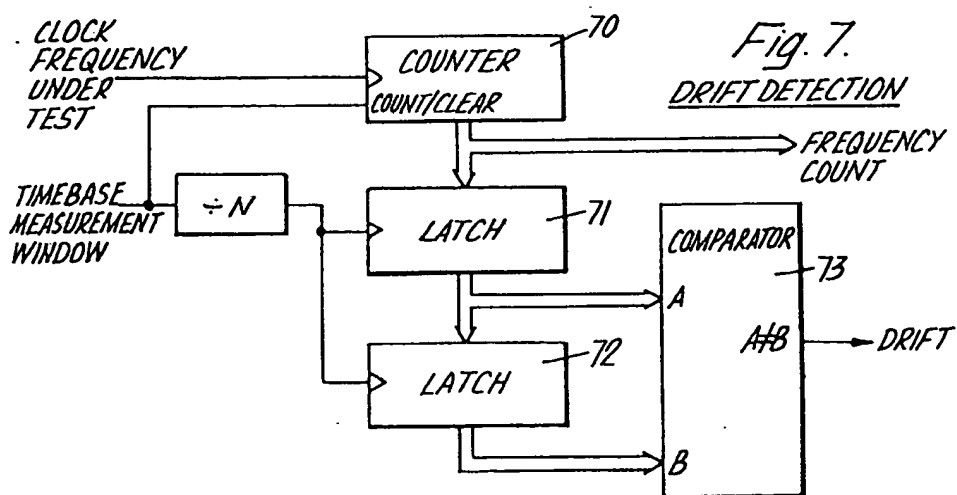 CLOCK
FREQUENCY
UNDER
TEST
70
COUNTER
COUNT/CLEAR
Fig. 7.
DRIFT DETECTION
FREQUENCY
COUNT
TIMEBASE
MEASUREMENT
WINDOW
÷ N
71
LATCH
COMPARATOR
73
A
A≠B
DRIFT
72
LATCH
B